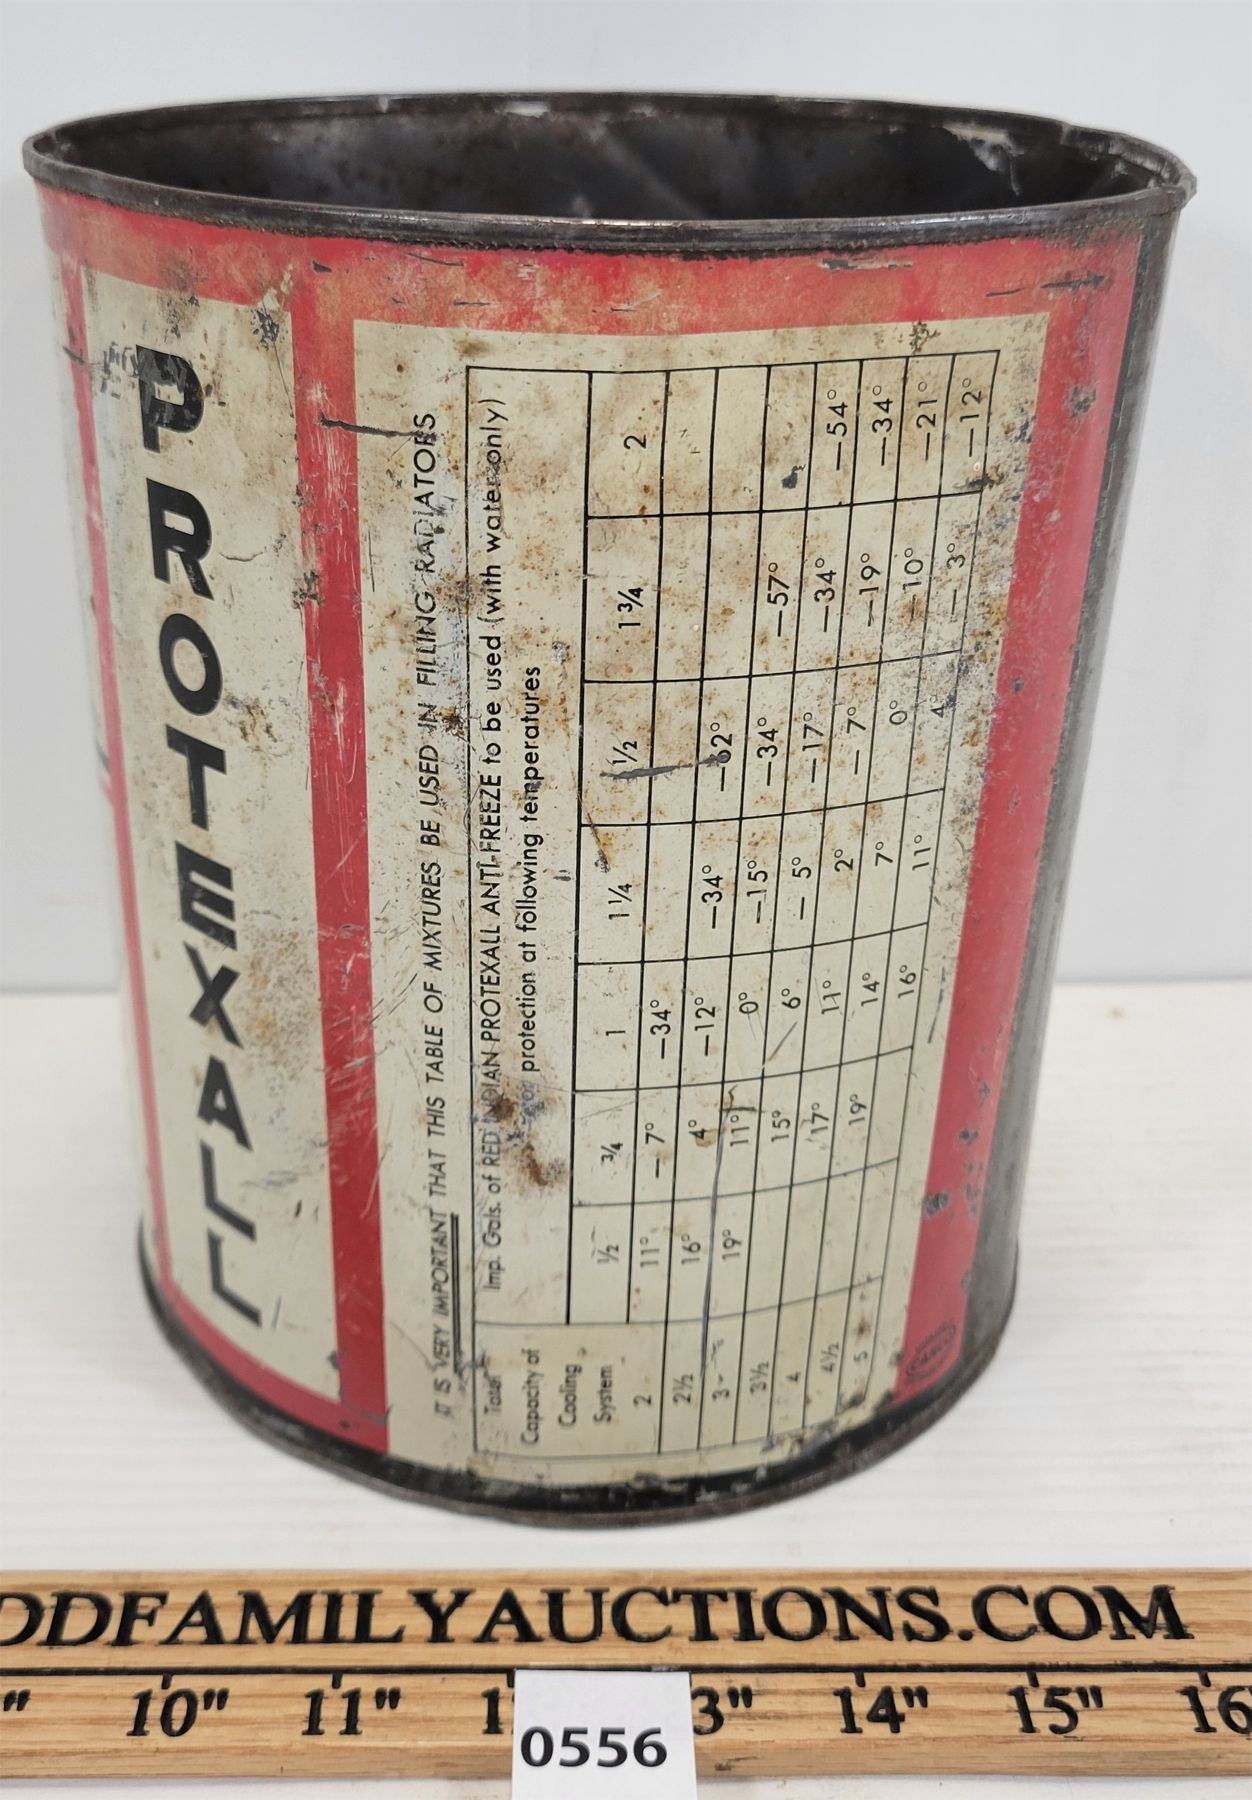 PROTEXALL
IT IS VERY IMPORTANT THAT THIS TABLE OF MIXTURES BE USED IN FILLING RADIATORS
Total
Capacity of
Cooling
System
Imp. Gals. of RED INDIAN PROTEXALL ANTI-FREEZE to be used (with water only)
for protection at following temperatures
½ ¾ 1 1¼ 1½ 1¾ 2
2 11° —7° —34°
2½ 16° 4° —12° —34° —62°
3 19° 11° 0° —15° —34° —57°
3½ 15° 6° —5° —17° —34° —54°
4 17° 11° 2° —7° —19° —34°
4½ 19° 14° 7° 0° —10° —21°
5 16° 11° 4° —3° —12°
CANCO
ODFAMILYAUCTIONS.COM
10" 11" 3" 14" 15" 16
0556